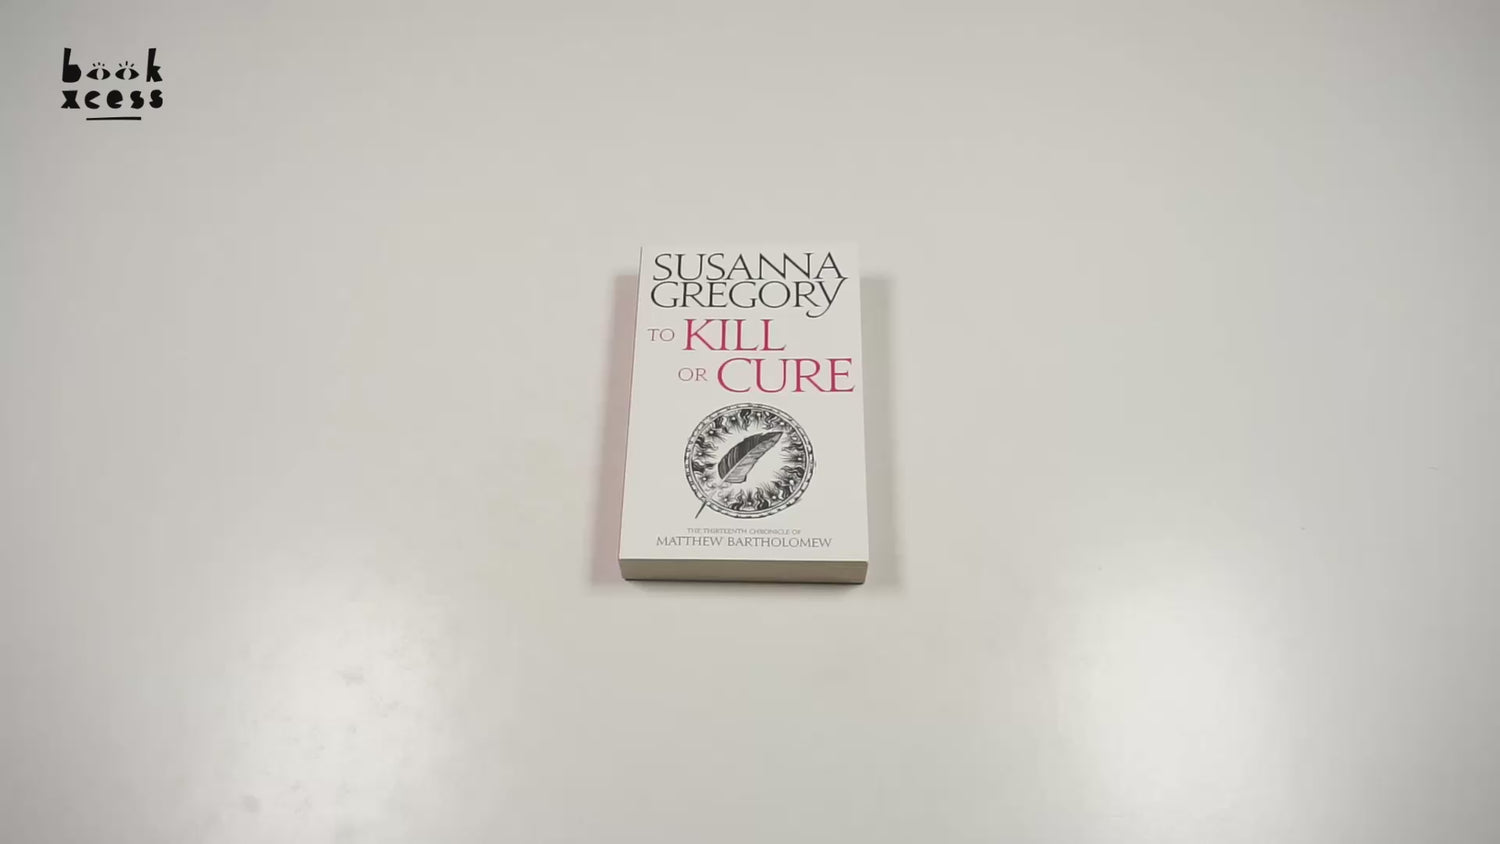 book
xcess
SUSANNA
GREGORY
TO KILL
OR CURE
THE THIRTEENTH CHRONICLE OF
MATTHEW BARTHOLOMEW